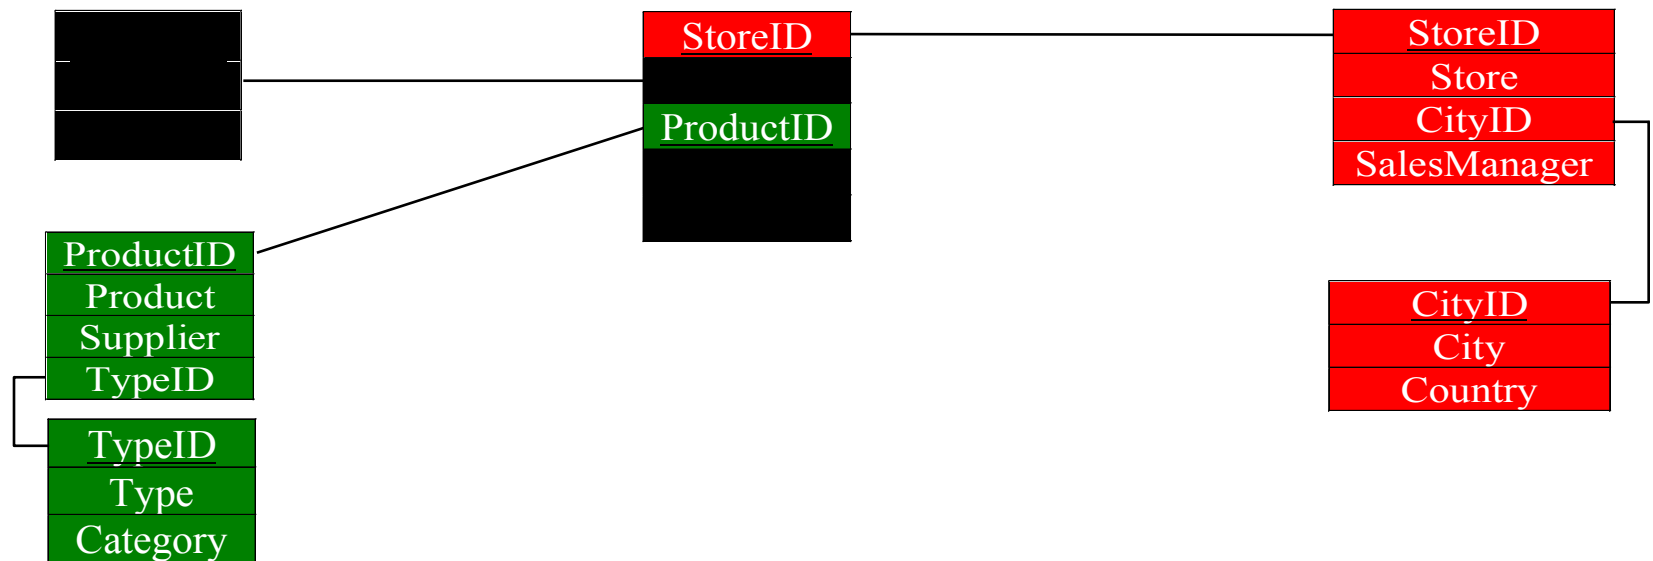 StoreID
ProductID
StoreID
Store
CityID
SalesManager
ProductID
Product
Supplier
TypeID
TypeID
Type
Category
CityID
City
Country